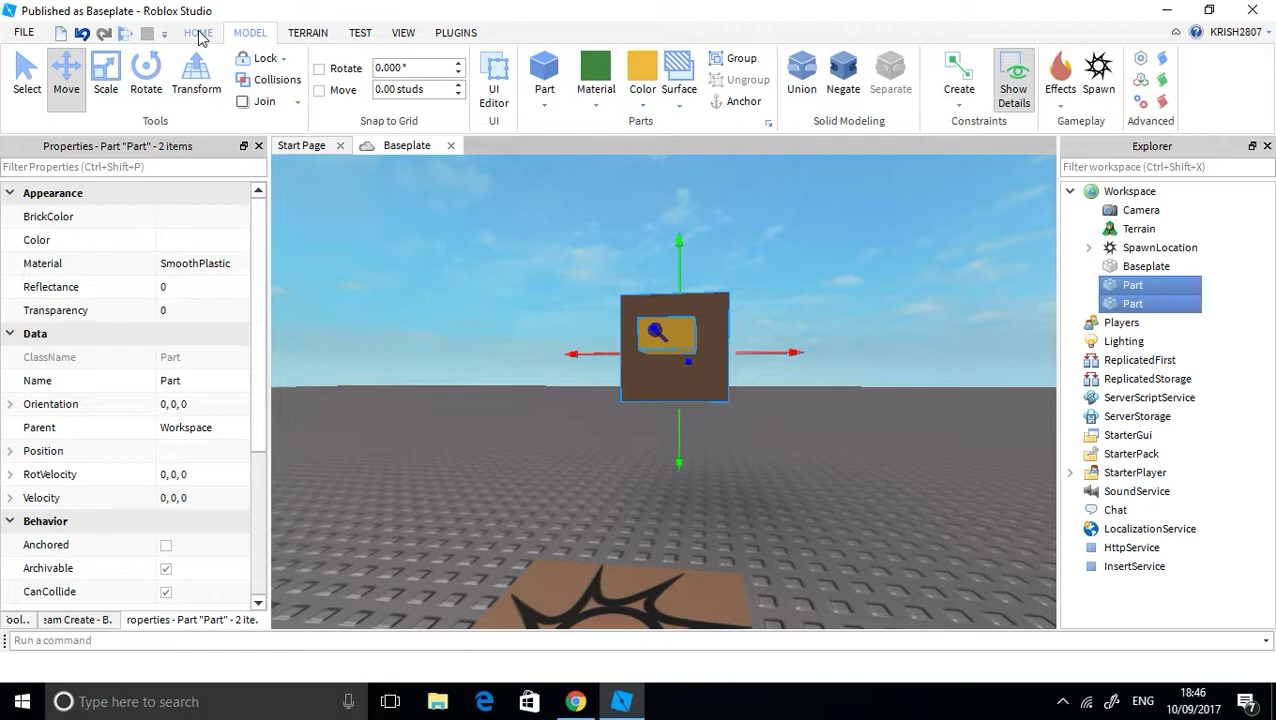 Published as Baseplate - Roblox Studio
FILE HOME MODEL TERRAIN TEST VIEW PLUGINS KRISH2807
Select Move Scale Rotate Transform
Lock
Collisions
Join
Tools
Rotate 0.000 °
Move 0.00 studs
Snap to Grid
UI Editor
UI
Part Material Color Surface
Group
Ungroup
Anchor
Parts
Union Negate Separate
Solid Modeling
Create Show Details
Constraints
Effects Spawn
Gameplay
Advanced
Properties - Part "Part" - 2 items
Filter Properties (Ctrl+Shift+P)
Appearance
BrickColor
Color
Material SmoothPlastic
Reflectance 0
Transparency 0
Data
ClassName Part
Name Part
Orientation 0, 0, 0
Parent Workspace
Position
RotVelocity 0, 0, 0
Velocity 0, 0, 0
Behavior
Anchored
Archivable
CanCollide
ool... eam Create - B... roperties - Part "Part" - 2 ite...
Start Page Baseplate
Explorer
Filter workspace (Ctrl+Shift+X)
Workspace
Camera
Terrain
SpawnLocation
Baseplate
Part
Part
Players
Lighting
ReplicatedFirst
ReplicatedStorage
ServerScriptService
ServerStorage
StarterGui
StarterPack
StarterPlayer
SoundService
Chat
LocalizationService
HttpService
InsertService
Run a command
Type here to search
ENG
18:46
10/09/2017
7